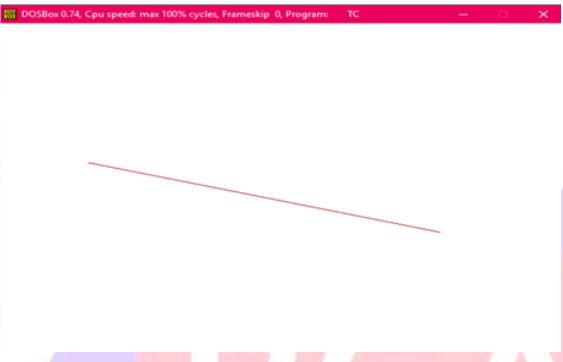 DOSBox 0.74, Cpu speed: max 100% cycles, Frameskip 0, Program: TC